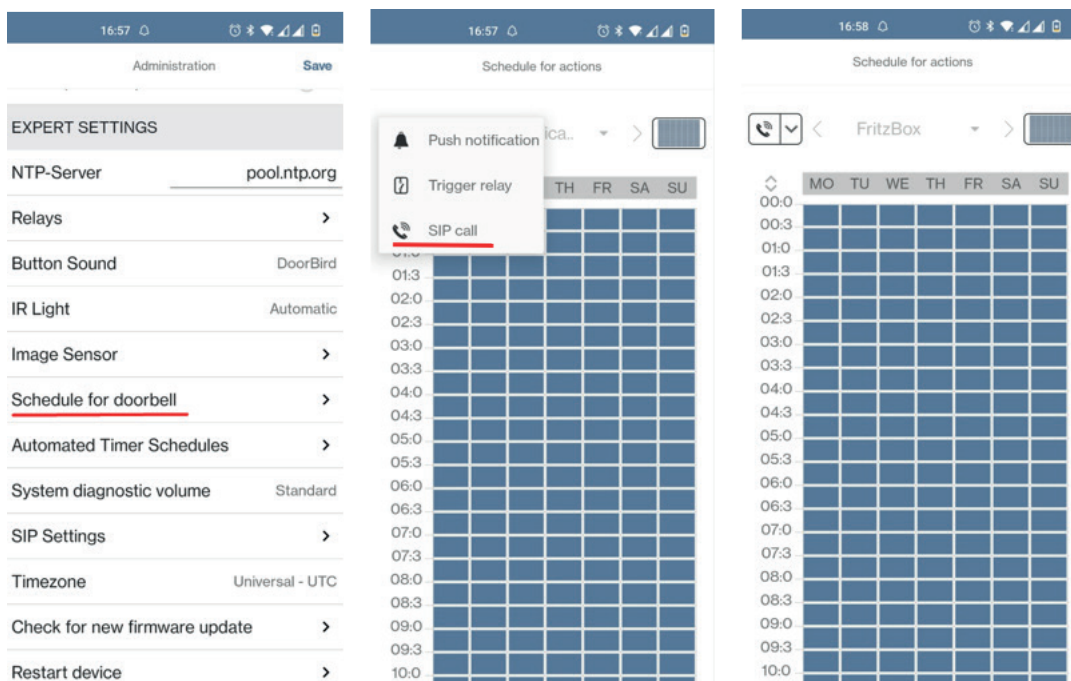 16:57
Administration Save
EXPERT SETTINGS
NTP-Server pool.ntp.org
Relays
Button Sound DoorBird
IR Light Automatic
Image Sensor
Schedule for doorbell
Automated Timer Schedules
System diagnostic volume Standard
SIP Settings
Timezone Universal - UTC
Check for new firmware update
Restart device
16:57
Schedule for actions
Push notification
ica..
Trigger relay
SIP call
TH FR SA SU
01:3
02:0
02:3
03:0
03:3
04:0
04:3
05:0
05:3
06:0
06:3
07:0
07:3
08:0
08:3
09:0
09:3
10:0
16:58
Schedule for actions
FritzBox
MO TU WE TH FR SA SU
00:0
00:3
01:0
01:3
02:0
02:3
03:0
03:3
04:0
04:3
05:0
05:3
06:0
06:3
07:0
07:3
08:0
08:3
09:0
09:3
10:0